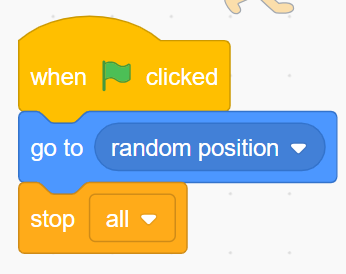 when clicked
go to random position
stop all